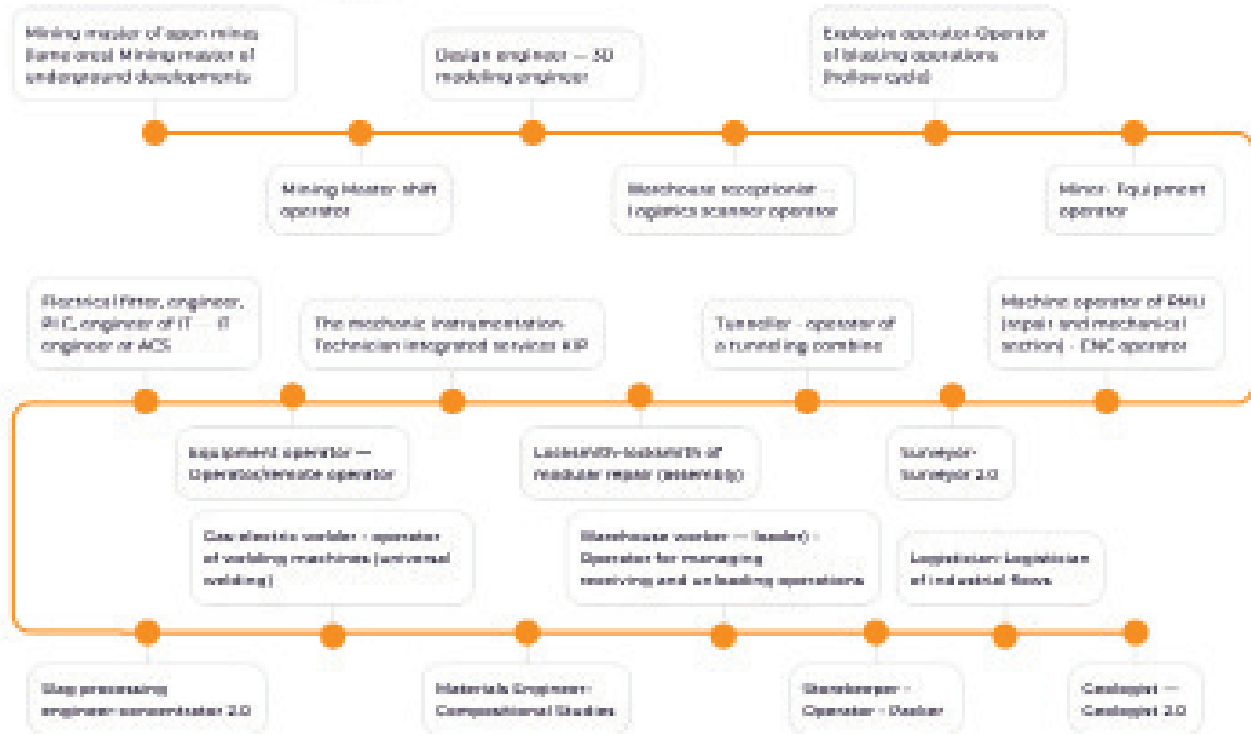 Mining master of open mines
(lame area) Mining master of
underground developments
Design engineer — 3D
modeling engineer
Explosive operator-Operator
of blasting operations
(hollow cycle)
Mining Master-shift
operator
Warehouse receptionist —
Logistics scanner operator
Miner- Equipment
operator
Electrical fitter, engineer,
PLC, engineer of IT — IT
engineer at ACS
The mechanic instrumentation-
Technician integrated services KIP
Tunneller - operator of
a tunneling combine
Machine operator of RMU
(repair and mechanical
section) - CNC operator
Equipment operator —
Operator/remote operator
Locksmith-locksmith of
modular repair (assembly)
Surveyor-
Surveyor 2.0
Gas electric welder - operator
of welding machines (universal
welding)
Warehouse worker — loader) -
Operator for managing
receiving and unloading operations
Logistician-Logistician
of industrial flows
Slag processing
engineer-concentrator 2.0
Materials Engineer-
Compositional Studies
Storekeeper -
Operator - Packer
Geologist —
Geologist 2.0